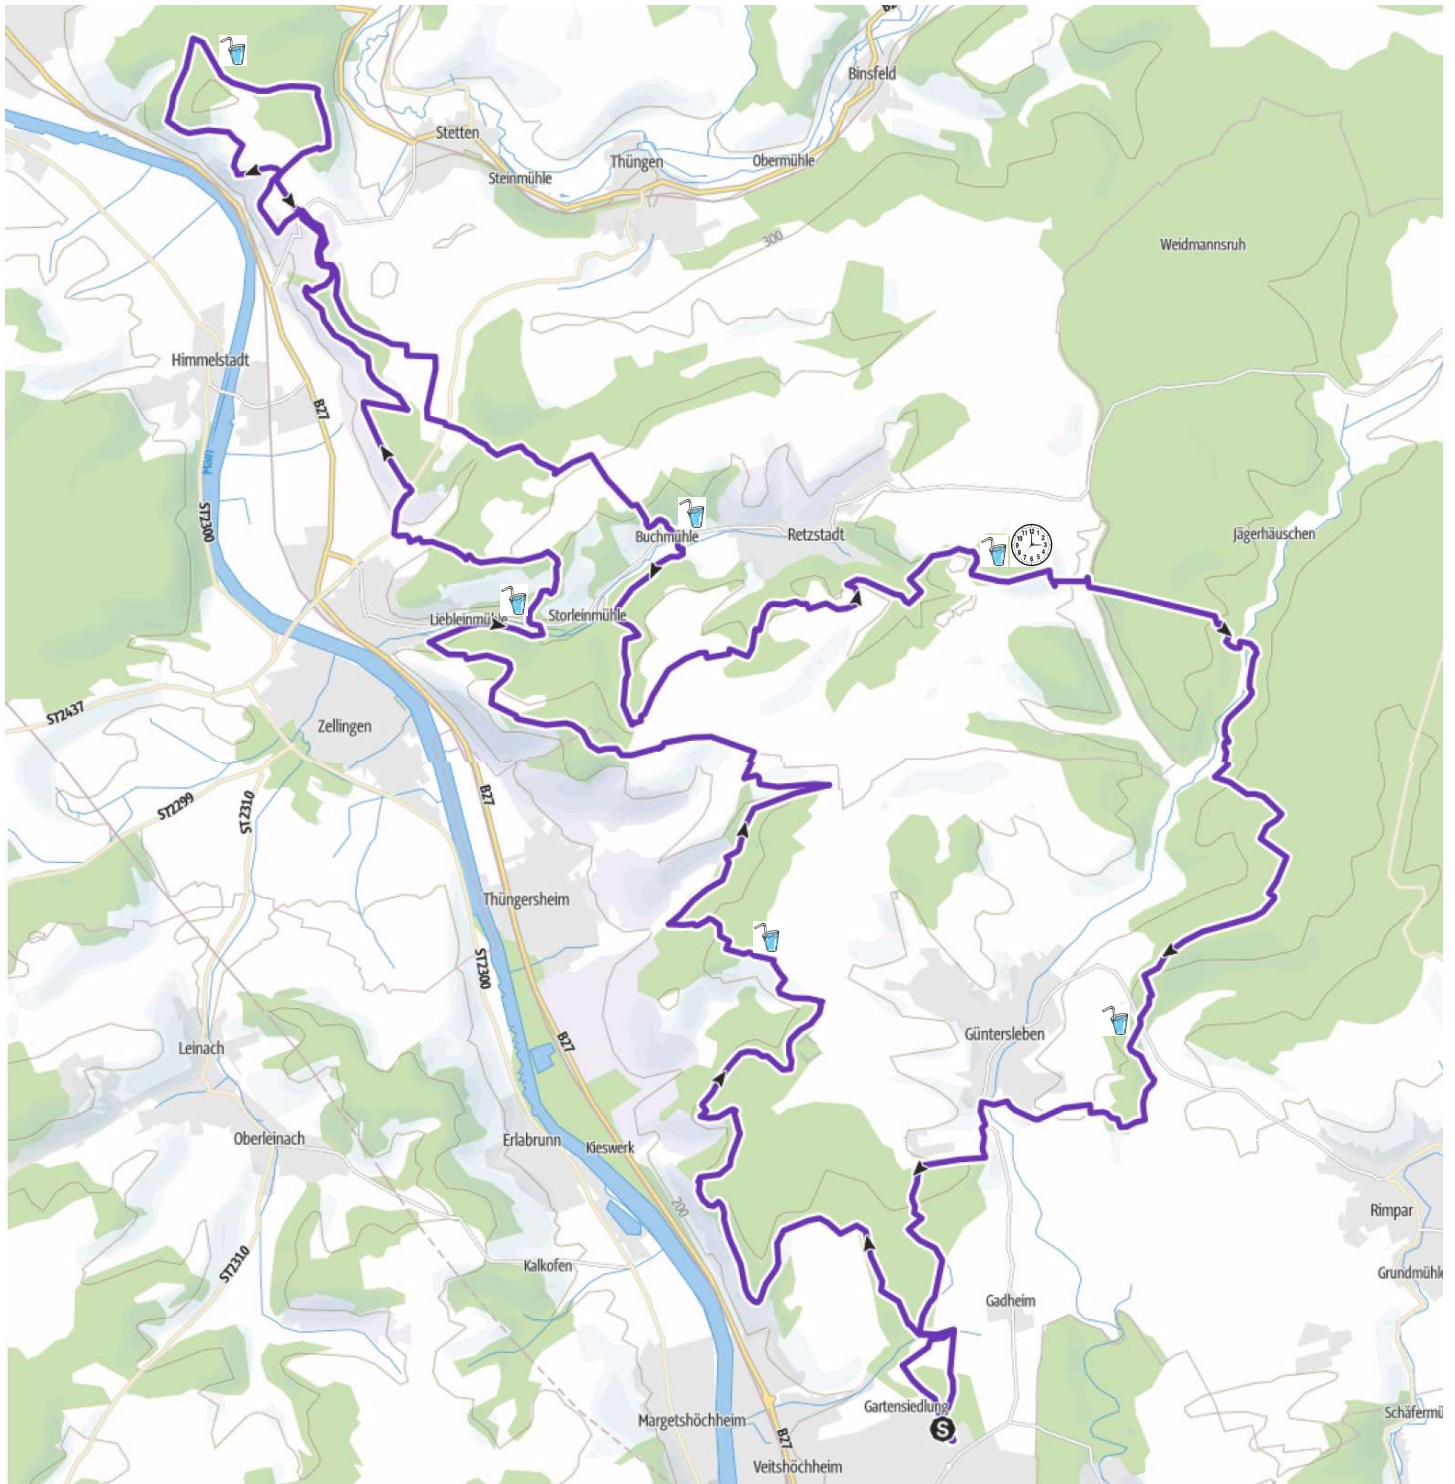 B2
Binsfeld
Stetten
Thüngen
Obermühle
Steinmühle
300
Weidmannsruh
Himmelstadt
B27
Main
ST2300
Buchmühle
Retzstadt
Jägerhäuschen
Liebleinmühle
Storleinmühle
ST2437
Zellingen
ST2299
ST2310
B27
Thüngersheim
ST2300
Güntersleben
B27
Leinach
Oberleinach
Erlabrunn
Kieswerk
200
Rimpar
ST2310
Kalkofen
Grundmühle
Gadheim
Gartensiedlung
Margetshöchheim
S
Schäfermü
B27
Veitshöchheim